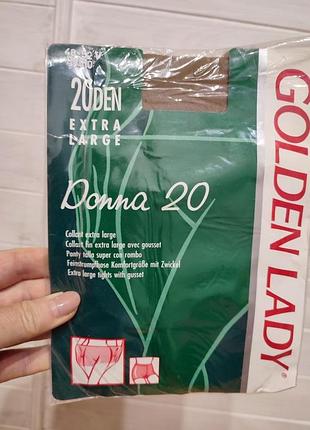 20DEN
EXTRA
LARGE
Donna 20
Collant extra large
Collant fin extra large avec gousset
Panty talla super con rombo
Feinstrumpfhose Komfortgröße mit Zwickel
Extra large tights with gusset
GOLDEN LADY®